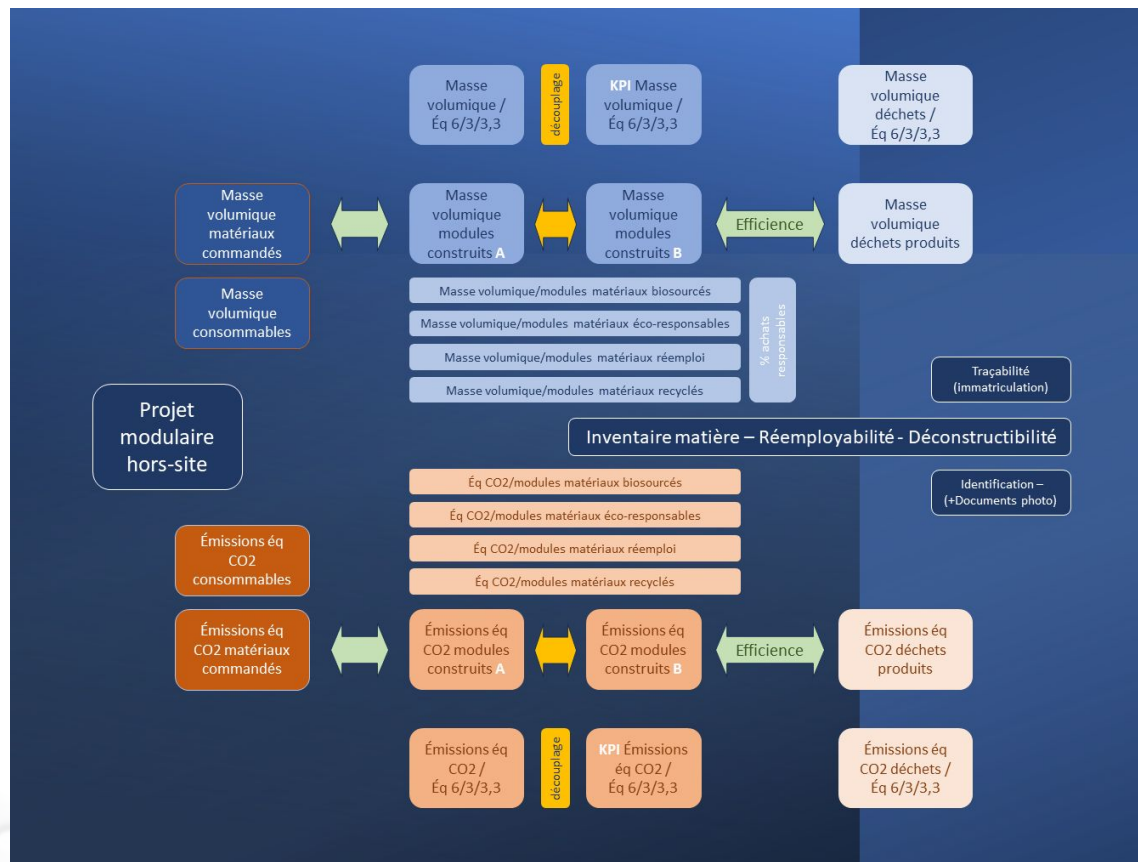 Masse
volumique /
Éq 6/3/3,3
découplage
KPI Masse
volumique /
Éq 6/3/3,3
Masse
volumique
déchets /
Éq 6/3/3,3
Masse
volumique
matériaux
commandés
Masse
volumique
modules
construits A
Masse
volumique
modules
construits B
Efficience
Masse
volumique
déchets produits
Masse
volumique
consommables
Masse volumique/modules matériaux biosourcés
Masse volumique/modules matériaux éco-responsables
Masse volumique/modules matériaux réemploi
Masse volumique/modules matériaux recyclés
% achats
responsables
Traçabilité
(immatriculation)
Projet
modulaire
hors-site
Inventaire matière – Réemployabilité - Déconstructibilité
Identification –
(+Documents photo)
Éq CO2/modules matériaux biosourcés
Éq CO2/modules matériaux éco-responsables
Éq CO2/modules matériaux réemploi
Éq CO2/modules matériaux recyclés
Émissions éq
CO2
consommables
Émissions éq
CO2 matériaux
commandés
Émissions éq
CO2 modules
construits A
Émissions éq
CO2 modules
construits B
Efficience
Émissions éq
CO2 déchets
produits
Émissions éq
CO2 /
Éq 6/3/3,3
découplage
KPI Émissions
éq CO2 /
Éq 6/3/3,3
Émissions éq
CO2 déchets /
Éq 6/3/3,3